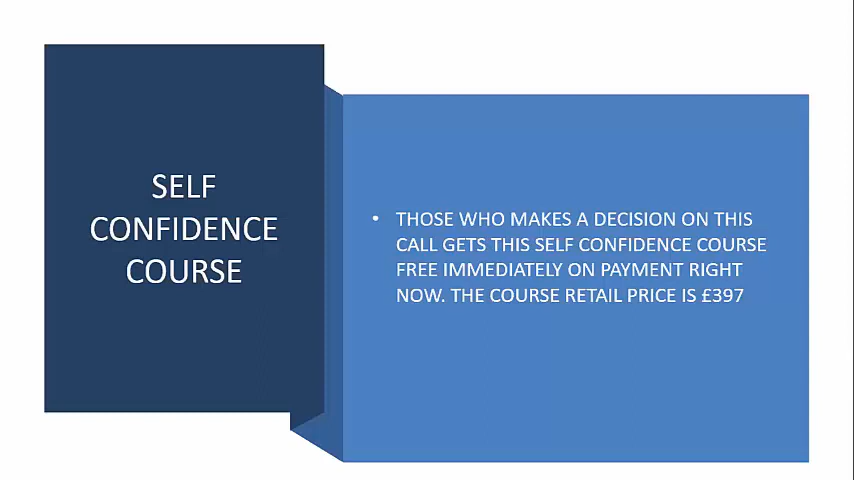 SELF
CONFIDENCE
COURSE
• THOSE WHO MAKES A DECISION ON THIS
CALL GETS THIS SELF CONFIDENCE COURSE
FREE IMMEDIATELY ON PAYMENT RIGHT
NOW. THE COURSE RETAIL PRICE IS £397